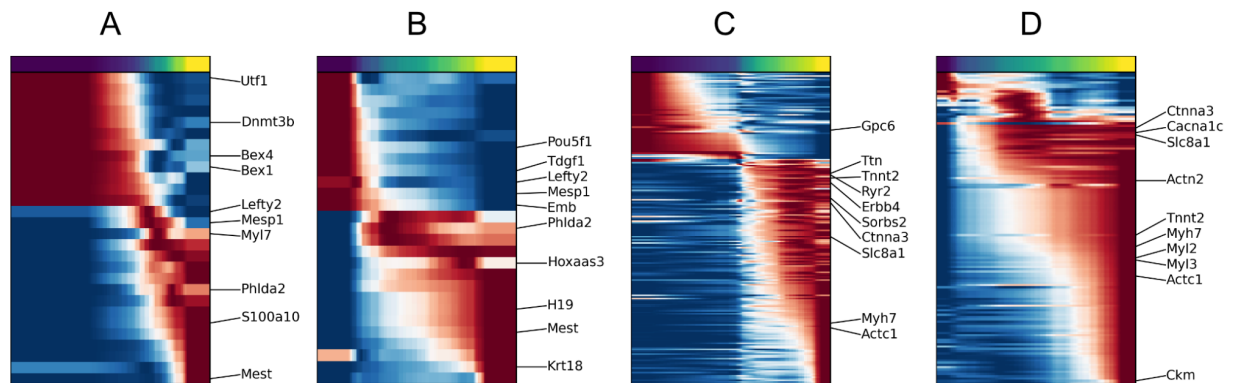 A
B
C
D
Utf1
Dnmt3b
Bex4
Bex1
Lefty2
Mesp1
Myl7
Phlda2
S100a10
Mest
Pou5f1
Tdgf1
Lefty2
Mesp1
Emb
Phlda2
Hoxaas3
H19
Mest
Krt18
Gpc6
Ttn
Tnnt2
Ryr2
Erbb4
Sorbs2
Ctnna3
Slc8a1
Myh7
Actc1
Ctnna3
Cacna1c
Slc8a1
Actn2
Tnnt2
Myh7
Myl2
Myl3
Actc1
Ckm